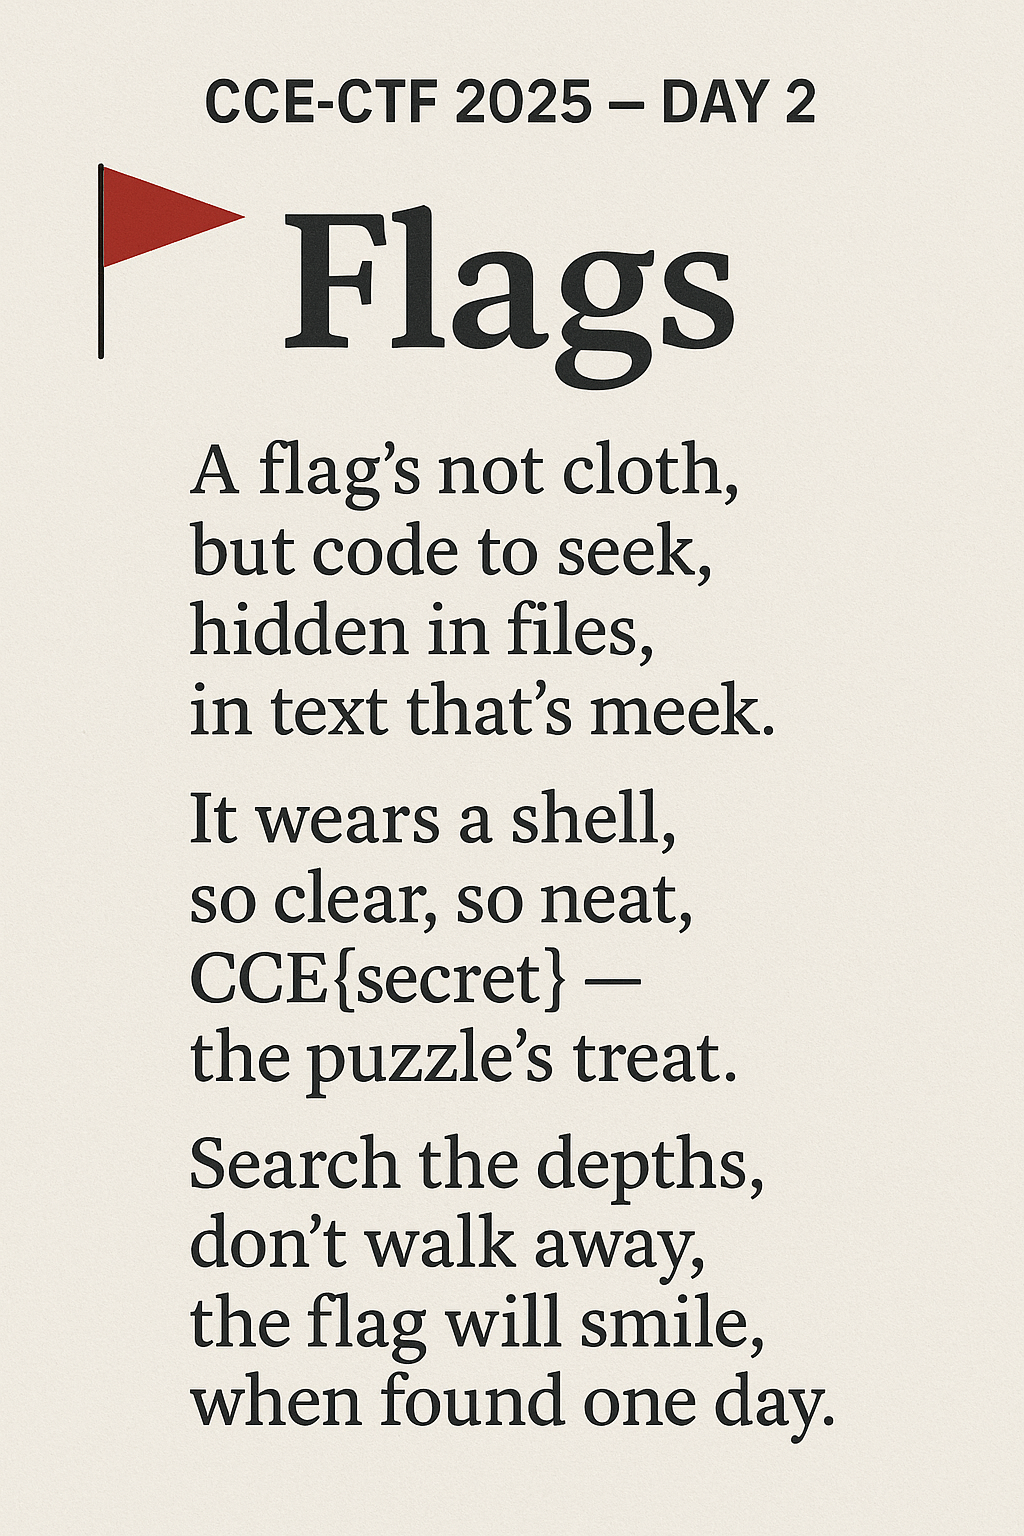 CCE-CTF 2025 – DAY 2
Flags
A flag’s not cloth,
but code to seek,
hidden in files,
in text that’s meek.
It wears a shell,
so clear, so neat,
CCE{secret} —
the puzzle’s treat.
Search the depths,
don’t walk away,
the flag will smile,
when found one day.